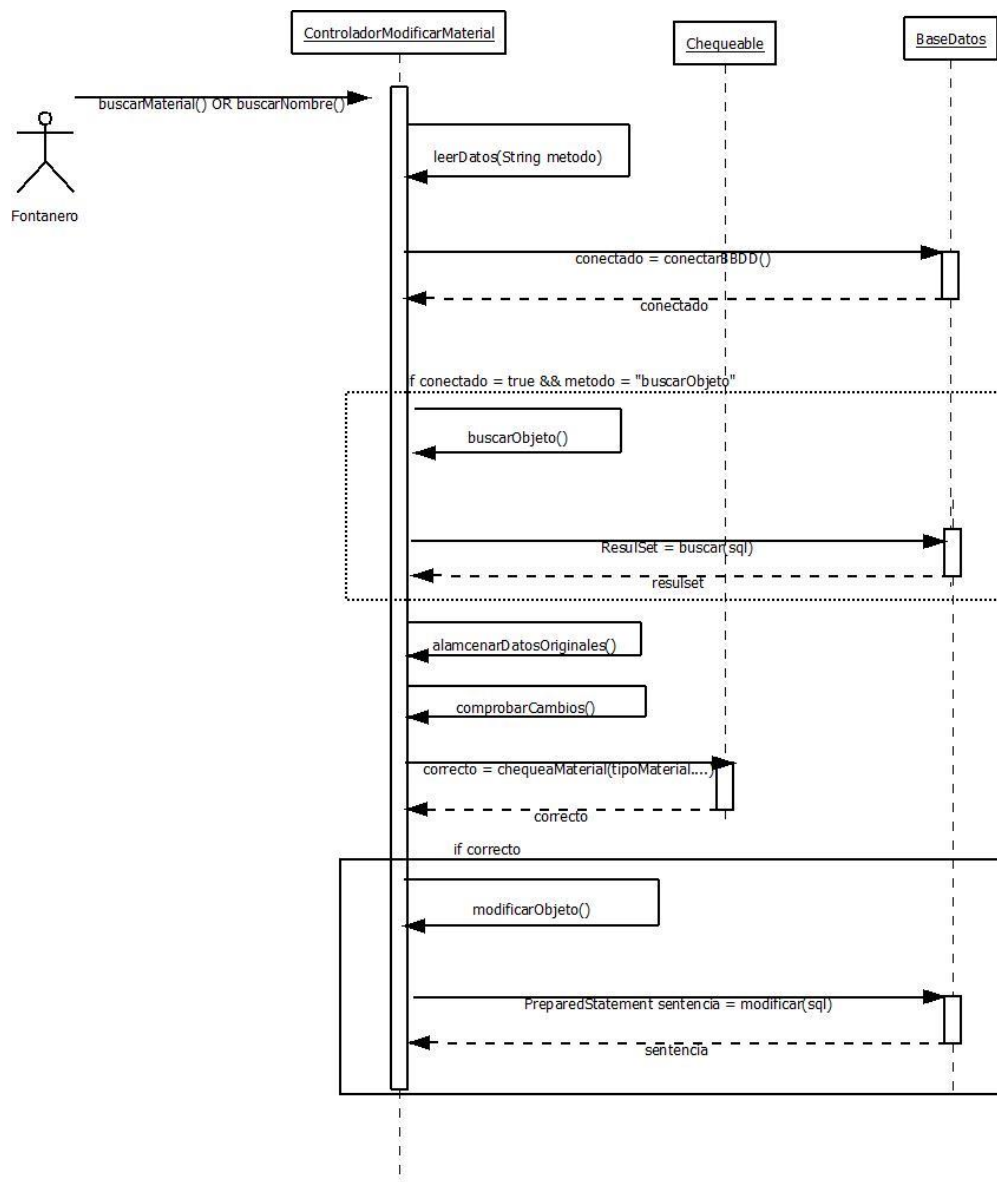 ControladorModificarMaterial
Chequeable
BaseDatos
buscarMaterial() OR buscarNombre()
Fontanero
leerDatos(String metodo)
conectado = conectarBBDD()
conectado
f conectado = true && metodo = "buscarObjeto"
buscarObjeto()
ResulSet = buscar(sql)
resulset
alamcenarDatosOriginales()
comprobarCambios()
correcto = chequeaMaterial(tipoMaterial....)
correcto
if correcto
modificarObjeto()
PreparedStatement sentencia = modificar(sql)
sentencia